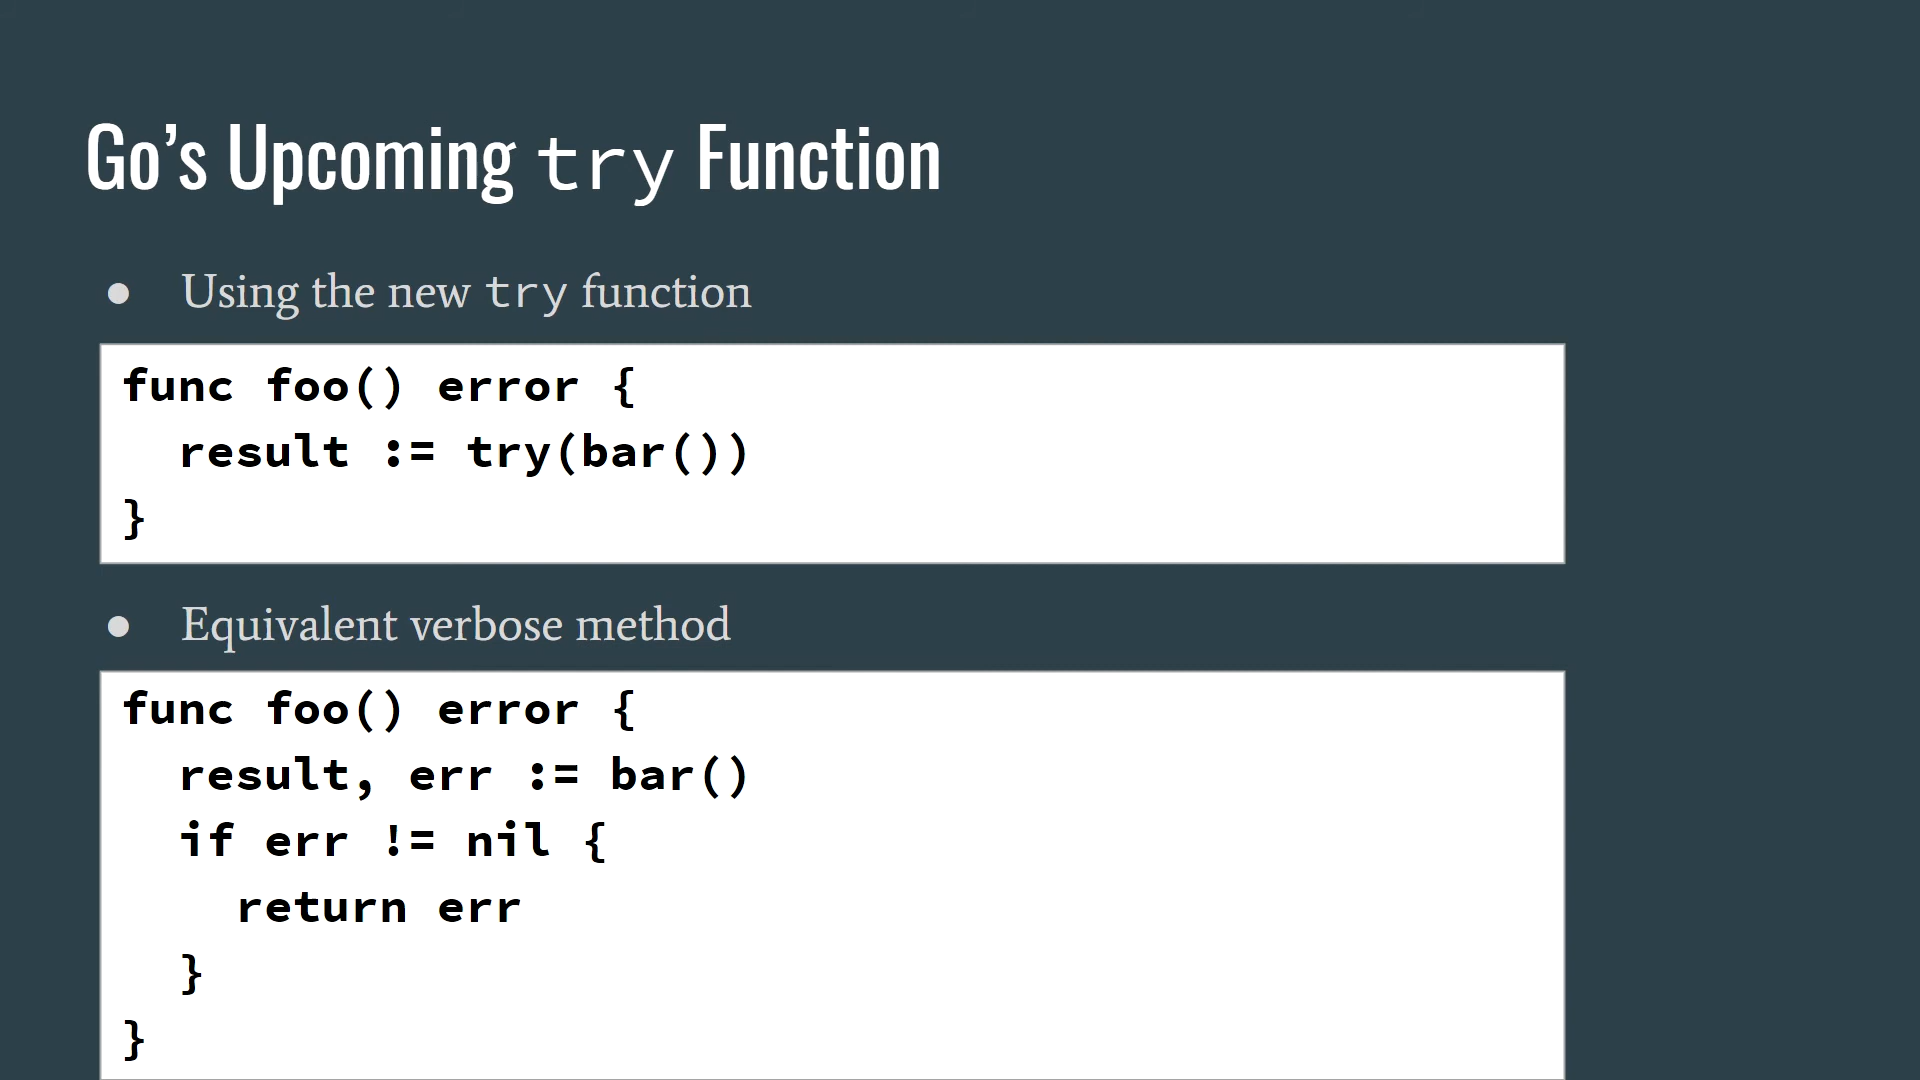 Go’s Upcoming try Function
● Using the new try function
func foo() error {
  result := try(bar())
}
● Equivalent verbose method
func foo() error {
  result, err := bar()
  if err != nil {
    return err
  }
}